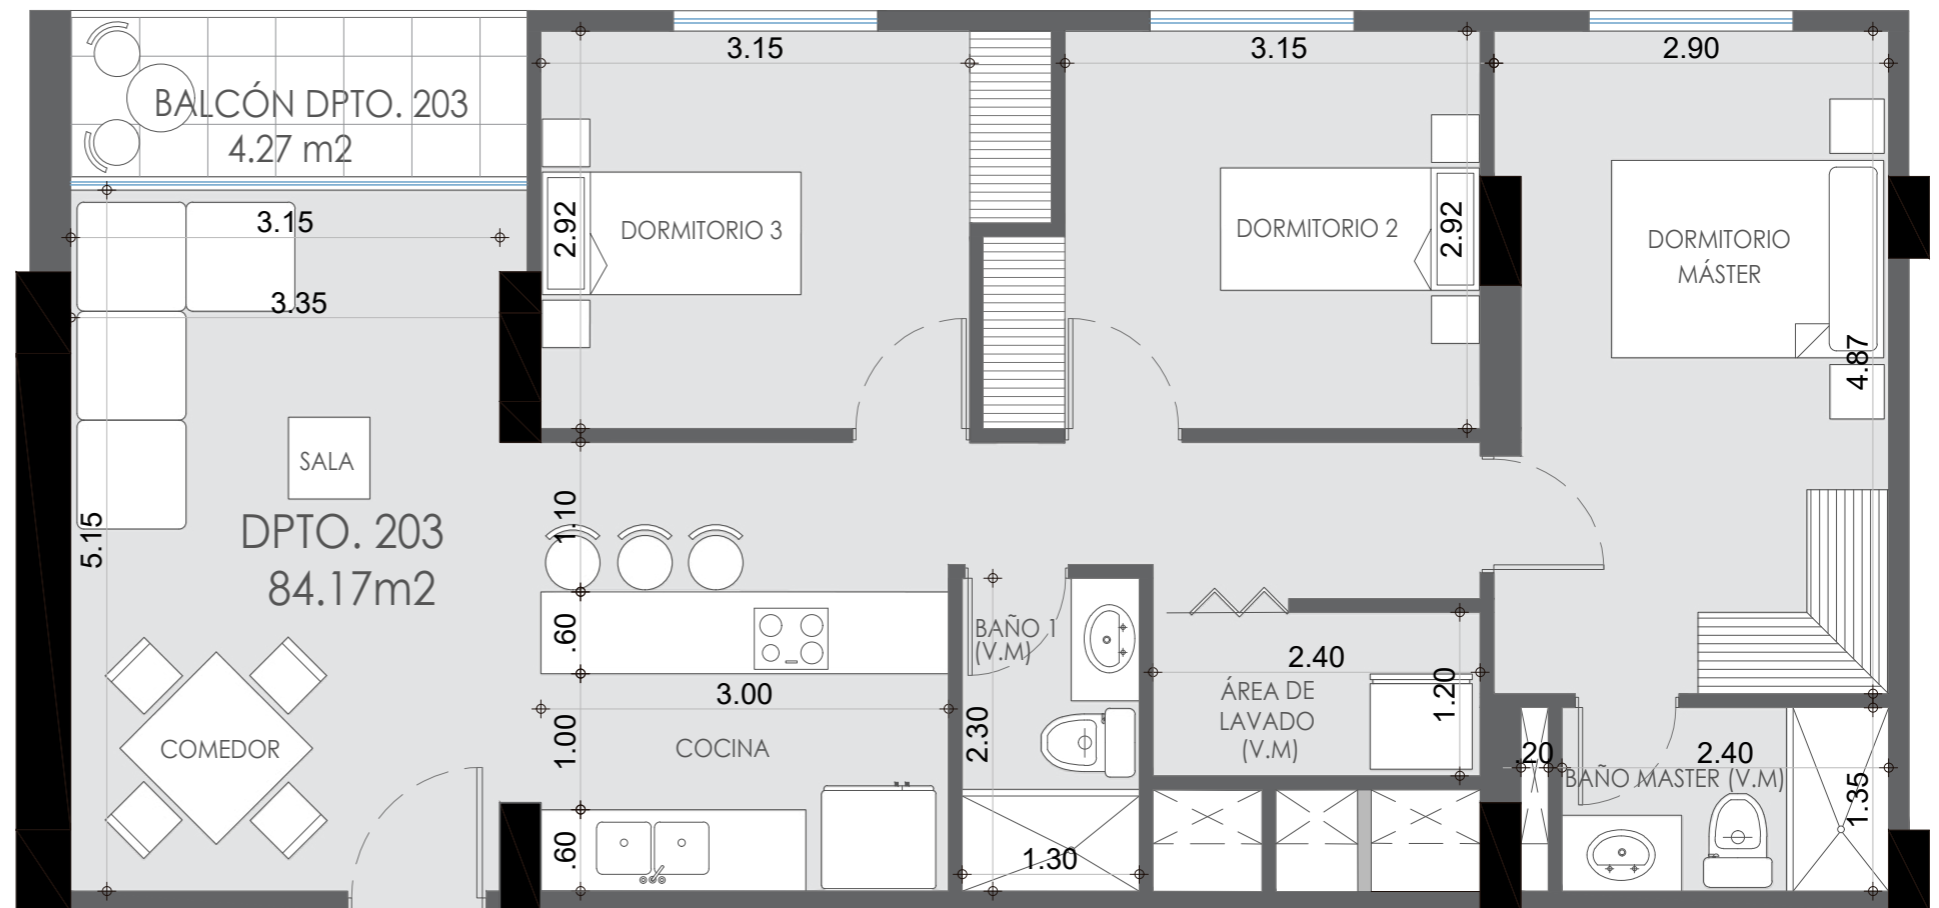 3.15
3.15
2.90
BALCÓN DPTO. 203
4.27 m2
3.15
3.35
2.92
DORMITORIO 3
DORMITORIO 2
2.92
DORMITORIO
MÁSTER
4.87
SALA
DPTO. 203
84.17m2
5.15
1.10
.60
3.00
1.00
COCINA
COMEDOR
.60
BAÑO 1
(V.M)
2.30
1.30
2.40
ÁREA DE
LAVADO
(V.M)
1.20
.20
2.40
BAÑO MASTER (V.M)
1.35